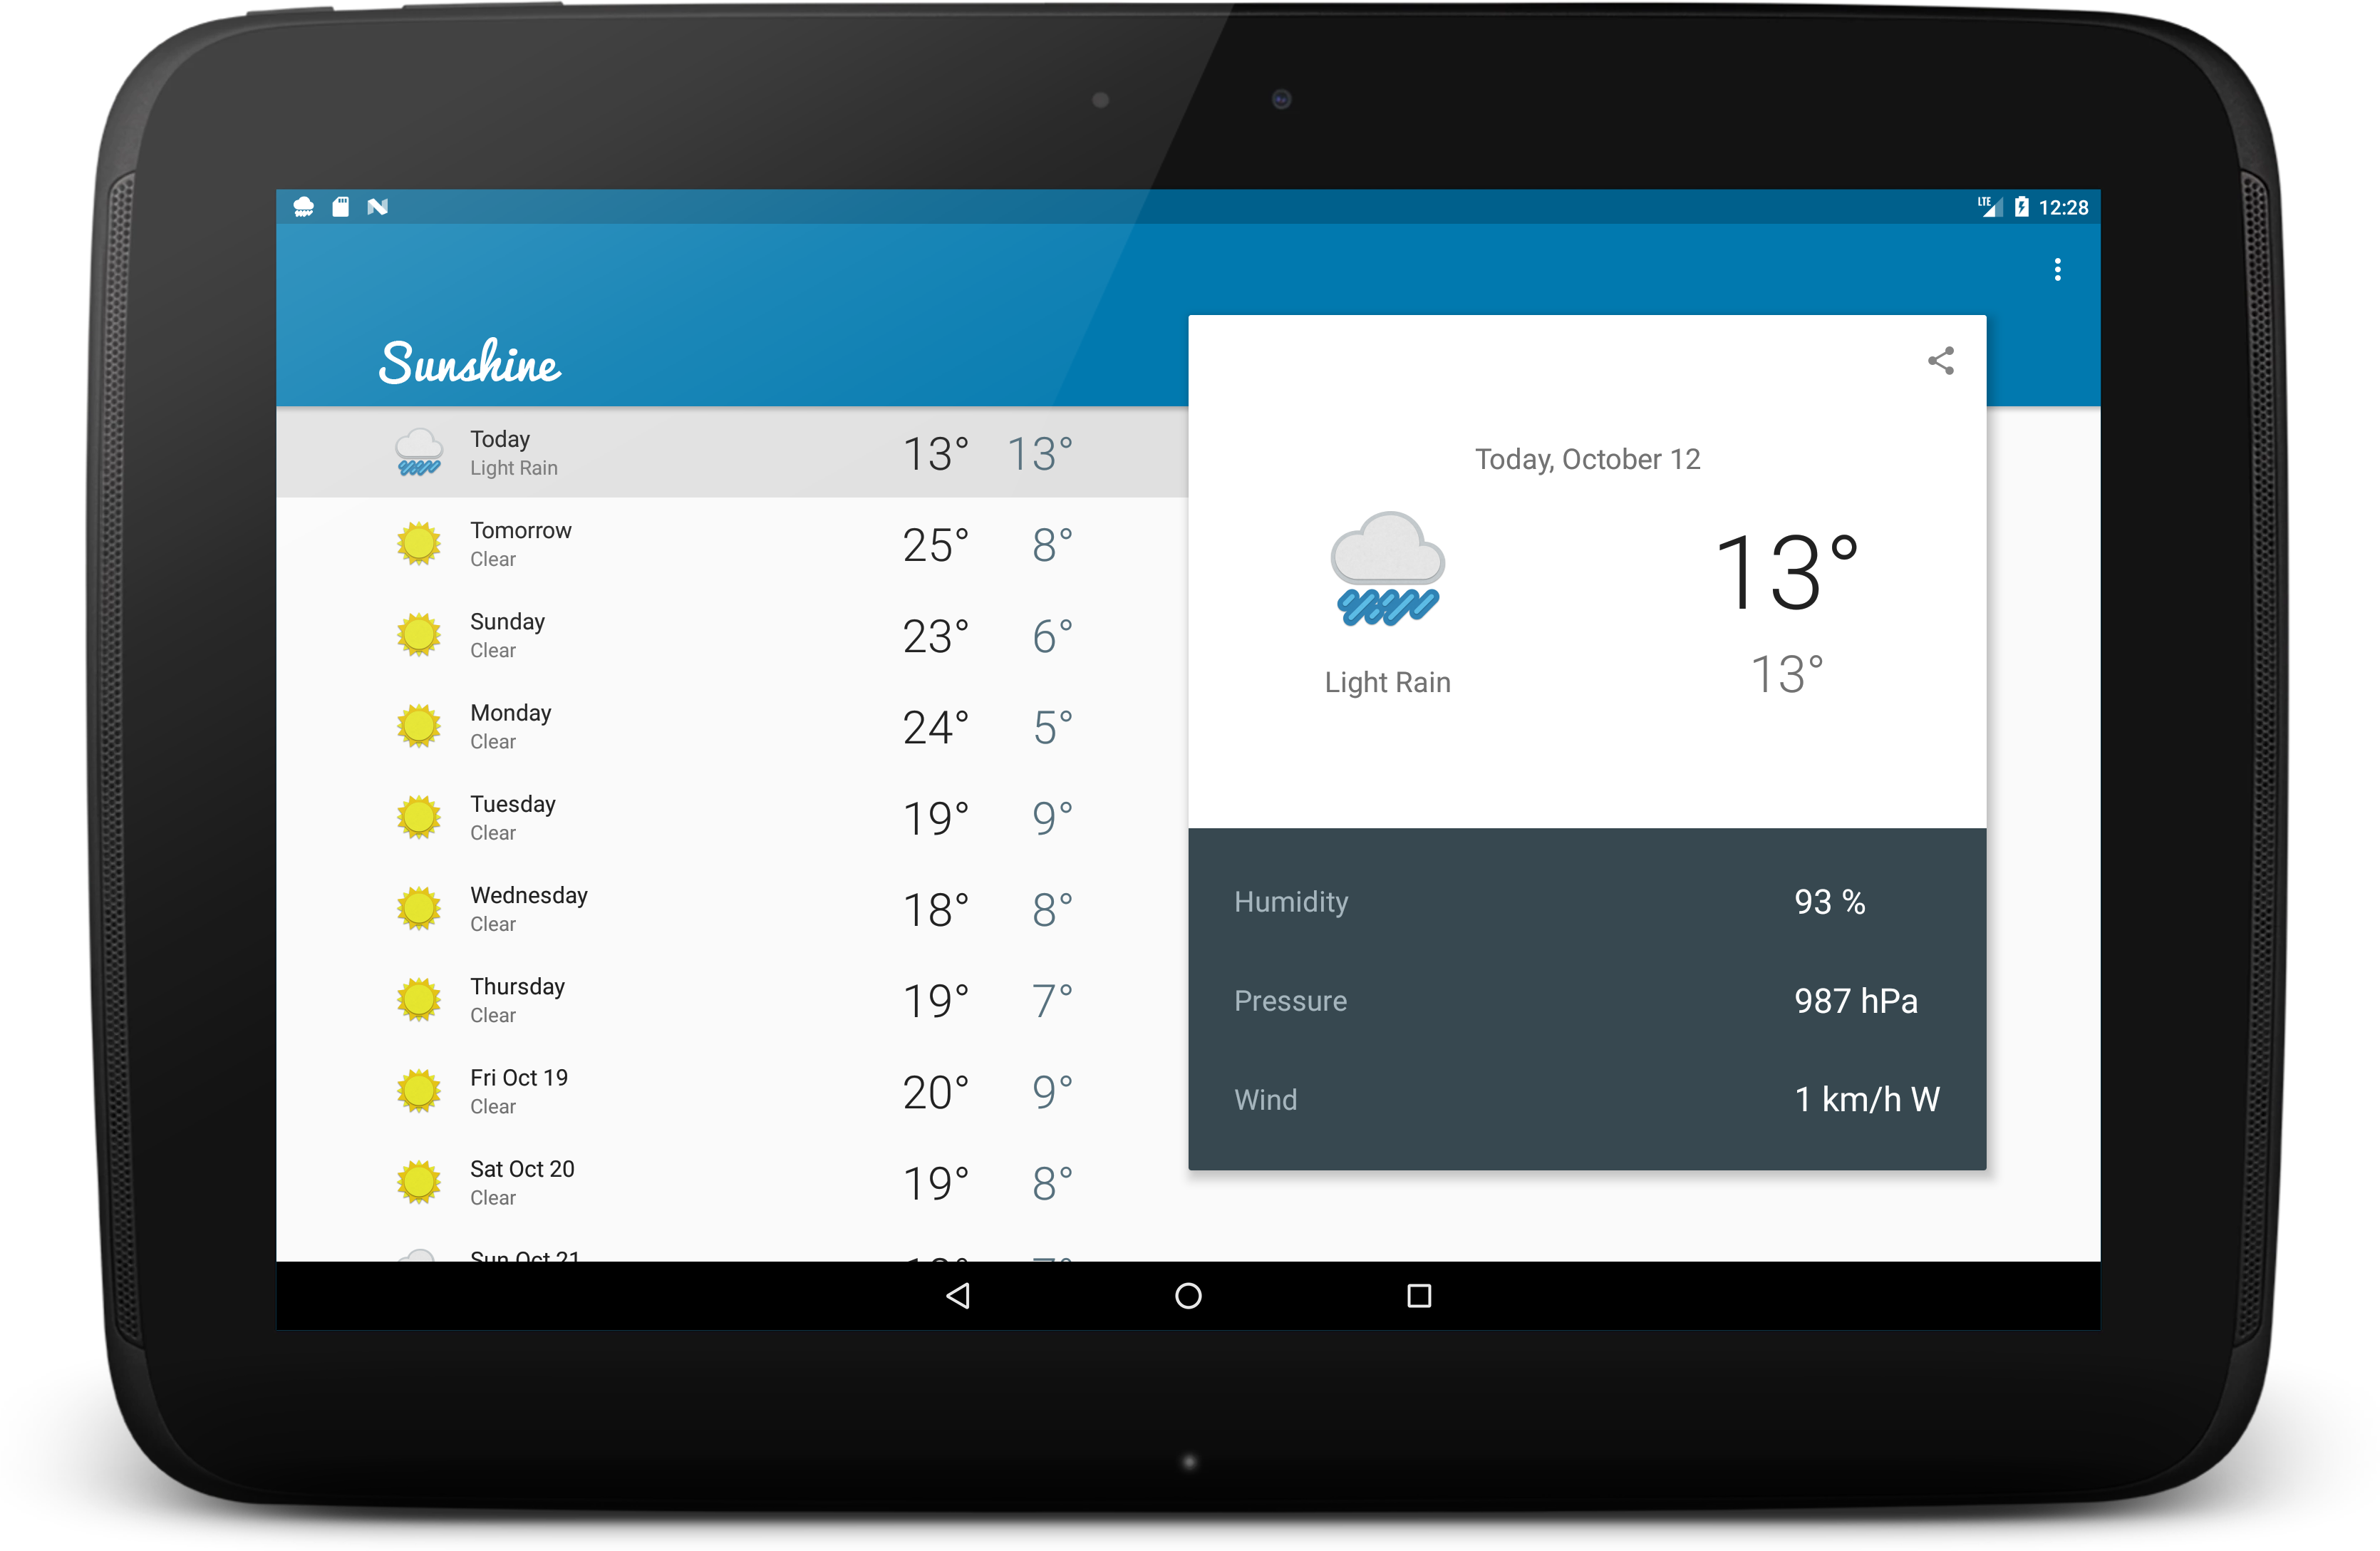 LTE 12:28
Sunshine
Today
Light Rain
13° 13°
Tomorrow
Clear
25° 8°
Sunday
Clear
23° 6°
Monday
Clear
24° 5°
Tuesday
Clear
19° 9°
Wednesday
Clear
18° 8°
Thursday
Clear
19° 7°
Fri Oct 19
Clear
20° 9°
Sat Oct 20
Clear
19° 8°
Sun Oct 21
Today, October 12
13°
13°
Light Rain
Humidity 93 %
Pressure 987 hPa
Wind 1 km/h W